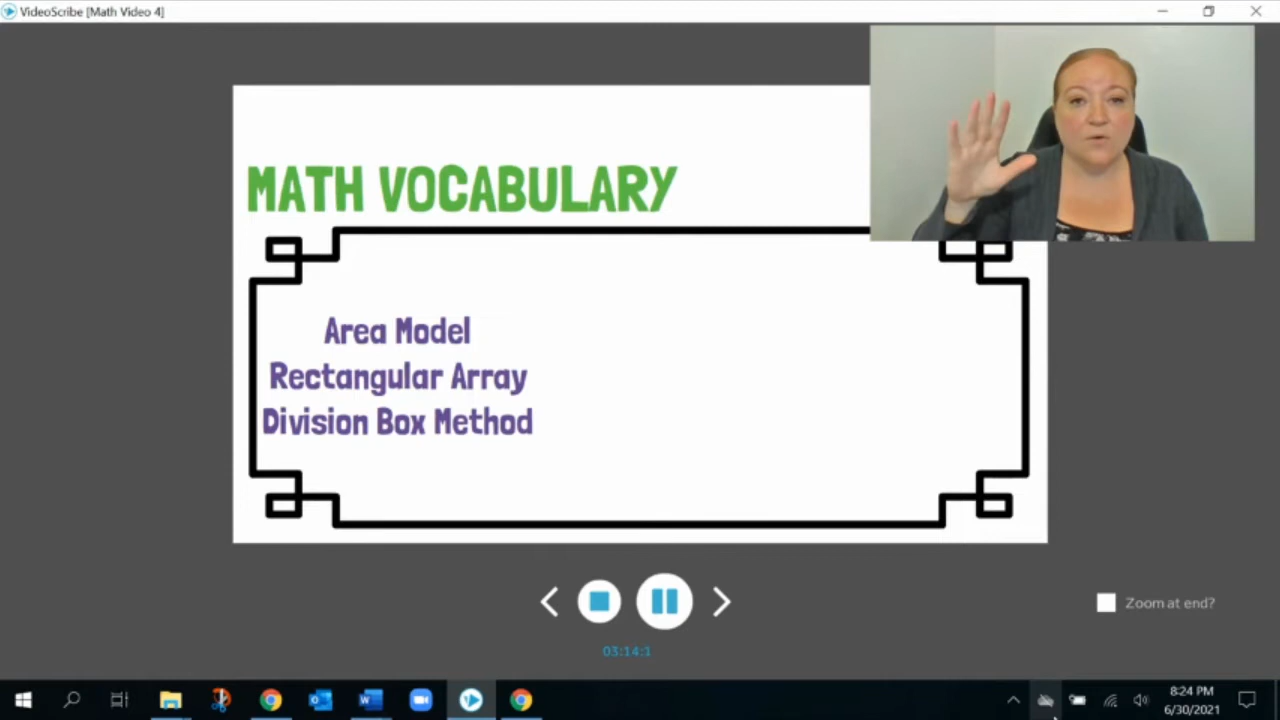 VideoScribe [Math Video 4]
MATH VOCABULARY
Area Model
Rectangular Array
Division Box Method
Zoom at end?
03:14:1
8:24 PM
6/30/2021